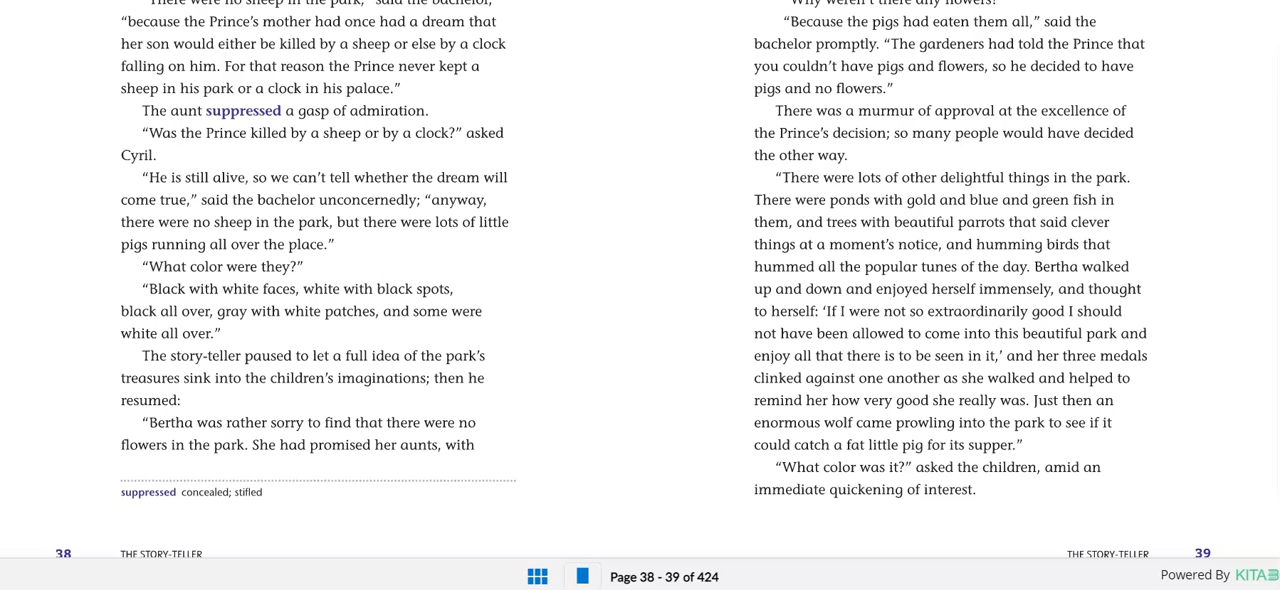 "There were no sheep in the park," said the bachelor,
“because the Prince’s mother had once had a dream that
her son would either be killed by a sheep or else by a clock
falling on him. For that reason the Prince never kept a
sheep in his park or a clock in his palace.”
The aunt suppressed a gasp of admiration.
“Was the Prince killed by a sheep or by a clock?” asked
Cyril.
“He is still alive, so we can’t tell whether the dream will
come true,” said the bachelor unconcernedly; “anyway,
there were no sheep in the park, but there were lots of little
pigs running all over the place.”
“What color were they?”
“Black with white faces, white with black spots,
black all over, gray with white patches, and some were
white all over.”
The story-teller paused to let a full idea of the park’s
treasures sink into the children’s imaginations; then he
resumed:
“Bertha was rather sorry to find that there were no
flowers in the park. She had promised her aunts, with
suppressed concealed; stifled
38 THE STORY-TELLER
"Why weren't there any flowers?"
“Because the pigs had eaten them all,” said the
bachelor promptly. “The gardeners had told the Prince that
you couldn’t have pigs and flowers, so he decided to have
pigs and no flowers.”
There was a murmur of approval at the excellence of
the Prince’s decision; so many people would have decided
the other way.
“There were lots of other delightful things in the park.
There were ponds with gold and blue and green fish in
them, and trees with beautiful parrots that said clever
things at a moment’s notice, and humming birds that
hummed all the popular tunes of the day. Bertha walked
up and down and enjoyed herself immensely, and thought
to herself: ‘If I were not so extraordinarily good I should
not have been allowed to come into this beautiful park and
enjoy all that there is to be seen in it,’ and her three medals
clinked against one another as she walked and helped to
remind her how very good she really was. Just then an
enormous wolf came prowling into the park to see if it
could catch a fat little pig for its supper.”
“What color was it?” asked the children, amid an
immediate quickening of interest.
THE STORY-TELLER 39
Page 38 - 39 of 424
Powered By KITAB